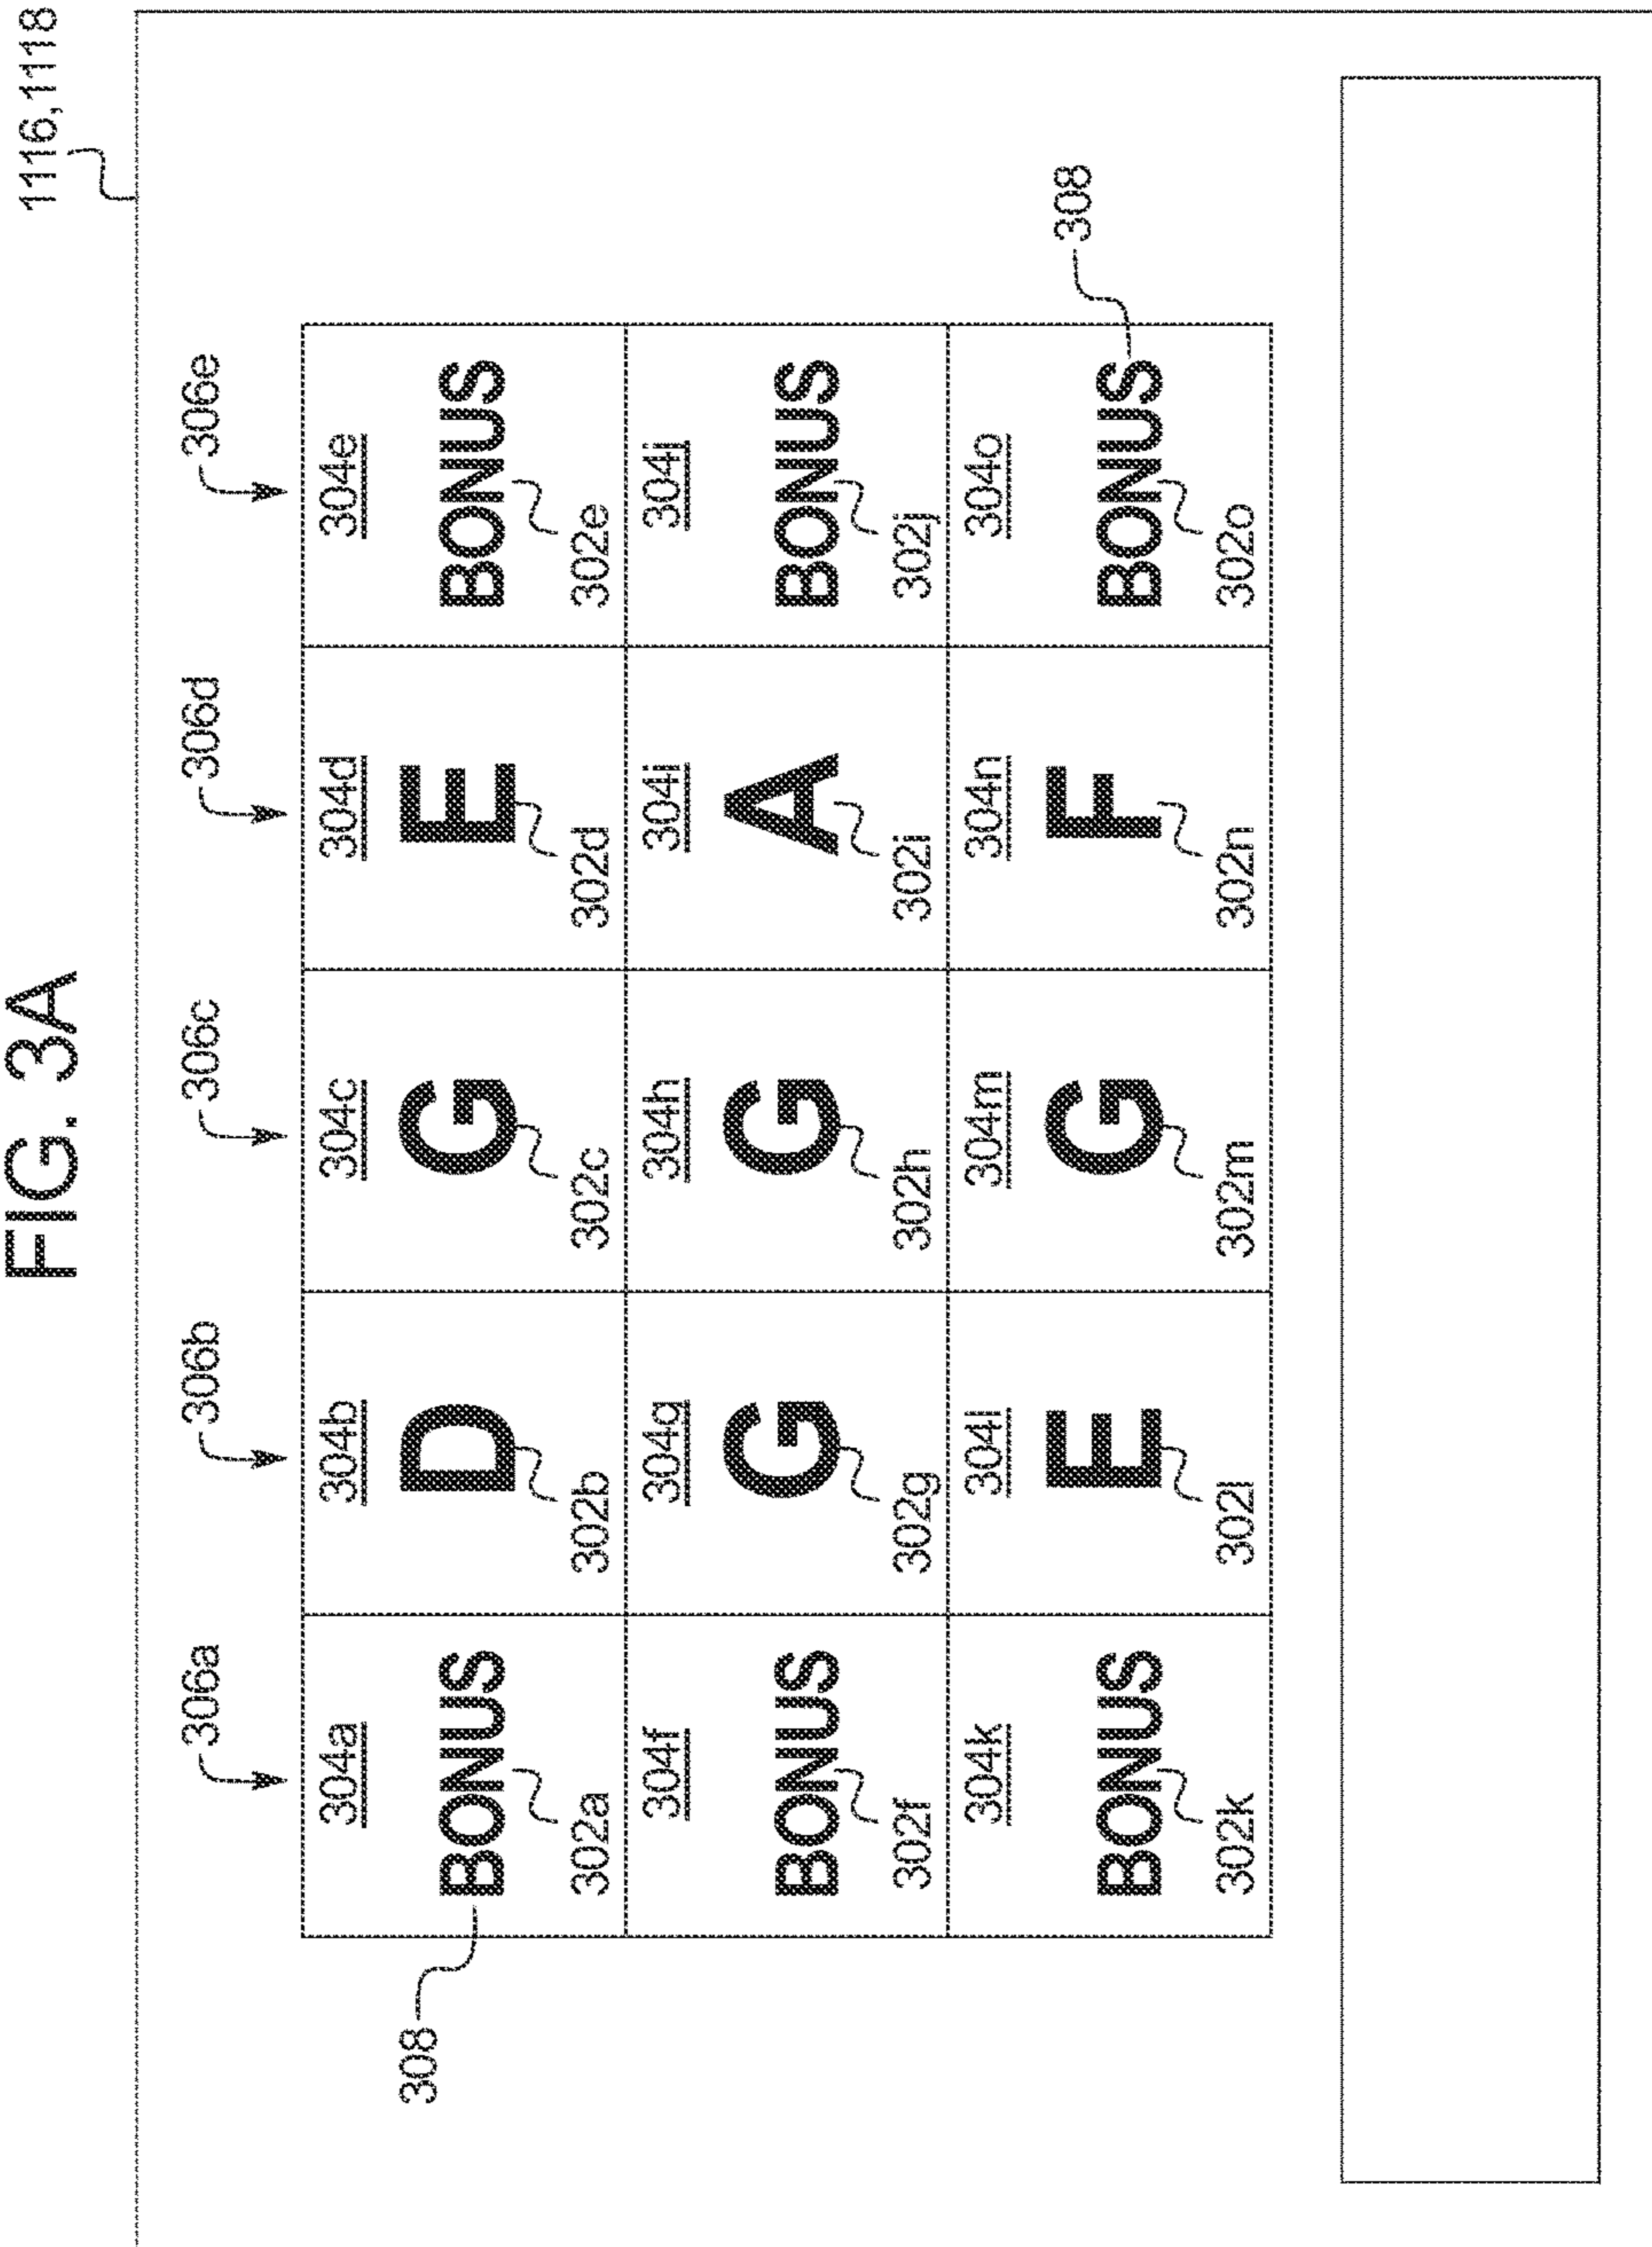 FIG. 3A
1116,1118
306a 306b 306c 306d 306e
304a 304b 304c 304d 304e
308 BONUS D G E BONUS
302a 302b 302c 302d 302e
304f 304g 304h 304i 304j
BONUS G G A BONUS
302f 302g 302h 302i 302j
304k 304l 304m 304n 304o
BONUS E G F BONUS 308
302k 302l 302m 302n 302o